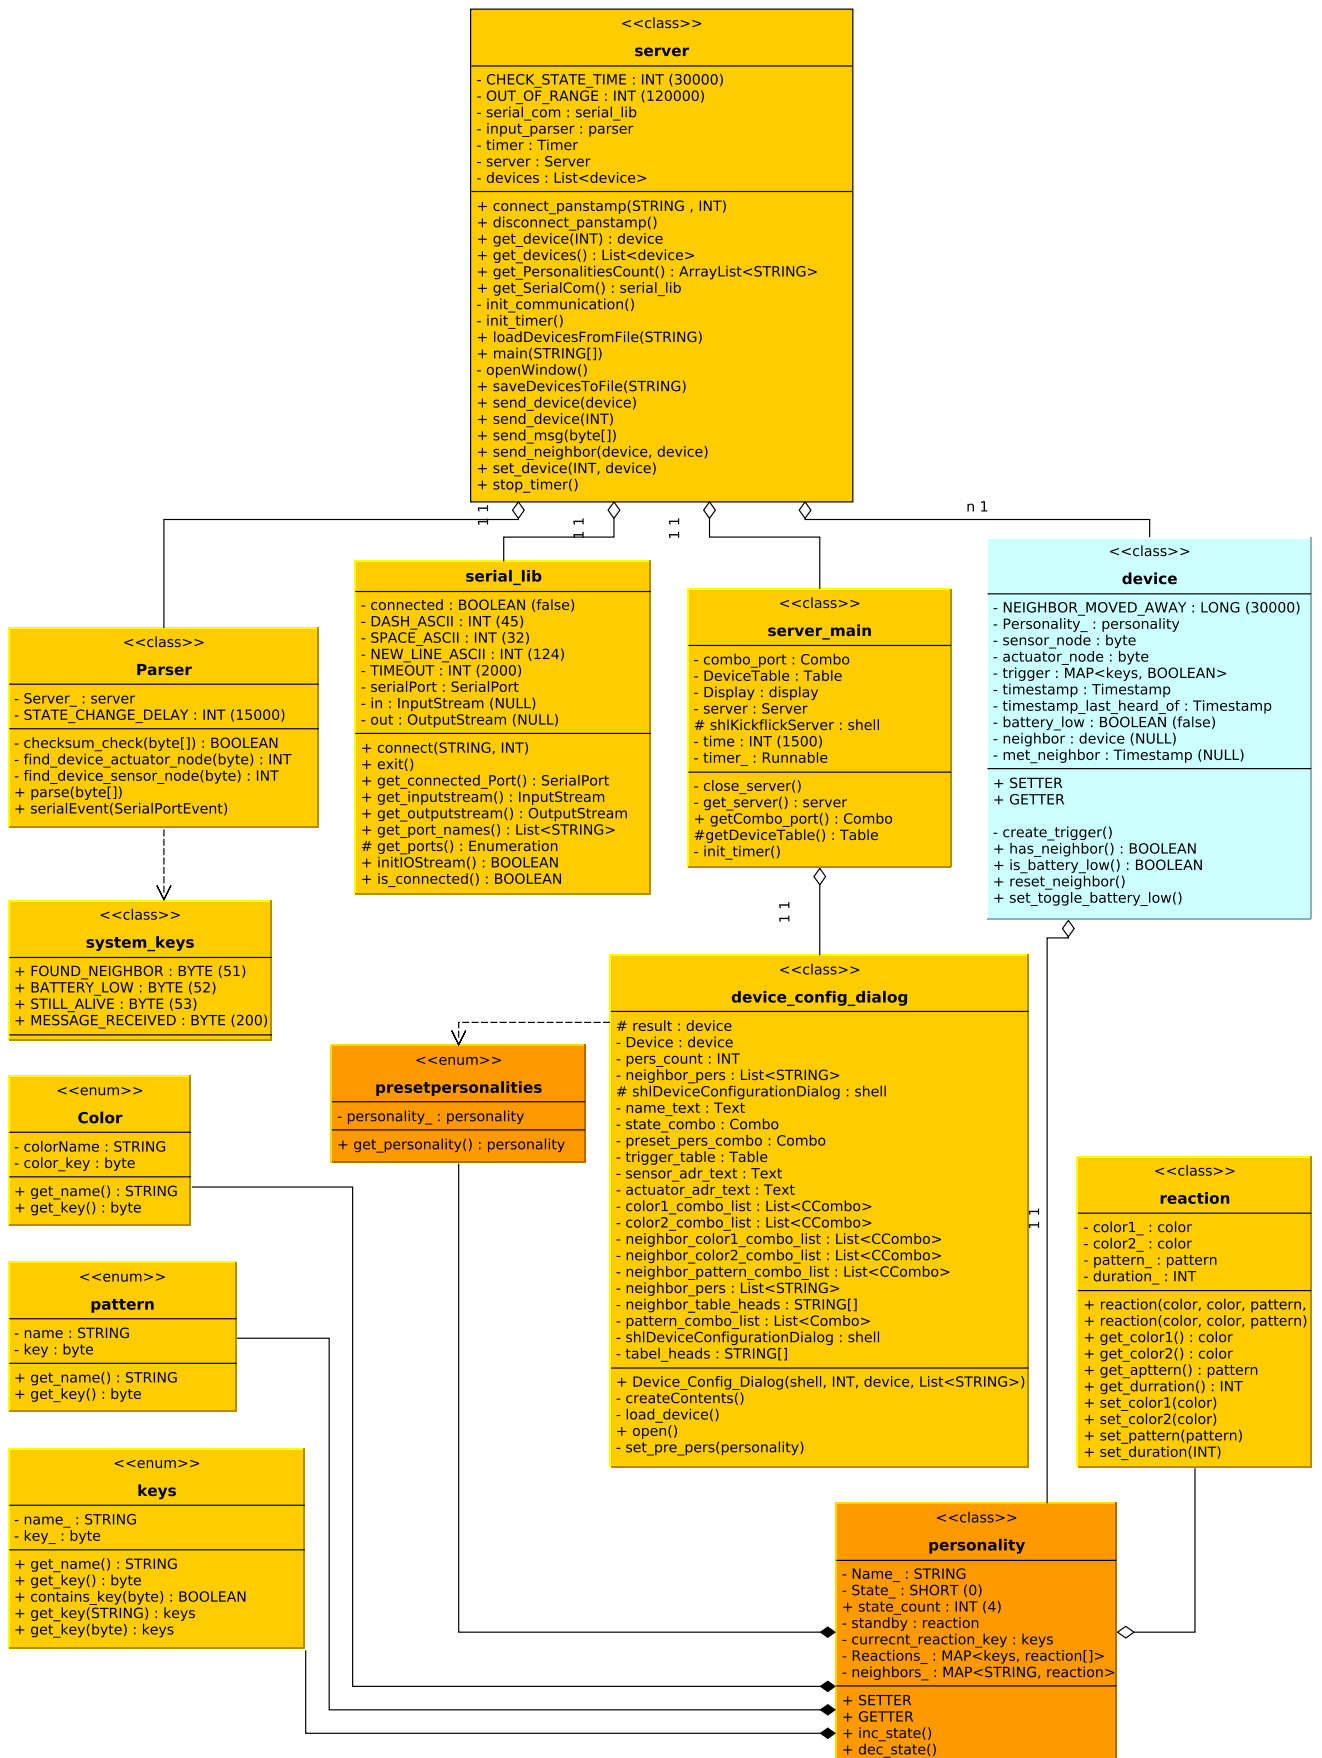 <<class>>
server
- CHECK_STATE_TIME : INT (30000)
- OUT_OF_RANGE : INT (120000)
- serial_com : serial_lib
- input_parser : parser
- timer : Timer
- server : Server
- devices : List<device>
+ connect_panstamp(STRING , INT)
+ disconnect_panstamp()
+ get_device(INT) : device
+ get_devices() : List<device>
+ get_PersonalitiesCount() : ArrayList<STRING>
+ get_SerialCom() : serial_lib
- init_communication()
- init_timer()
+ loadDevicesFromFile(STRING)
+ main(STRING[])
- openWindow()
+ saveDevicesToFile(STRING)
+ send_device(device)
+ send_device(INT)
+ send_msg(byte[])
+ send_neighbor(device, device)
+ set_device(INT, device)
+ stop_timer()
1 1
1 1
1 1
n 1
<<class>>
Parser
- Server_ : server
- STATE_CHANGE_DELAY : INT (15000)
- checksum_check(byte[]) : BOOLEAN
- find_device_actuator_node(byte) : INT
- find_device_sensor_node(byte) : INT
+ parse(byte[])
+ serialEvent(SerialPortEvent)
serial_lib
- connected : BOOLEAN (false)
- DASH_ASCII : INT (45)
- SPACE_ASCII : INT (32)
- NEW_LINE_ASCII : INT (124)
- TIMEOUT : INT (2000)
- serialPort : SerialPort
- in : InputStream (NULL)
- out : OutputStream (NULL)
+ connect(STRING, INT)
+ exit()
+ get_connected_Port() : SerialPort
+ get_inputstream() : InputStream
+ get_outputstream() : OutputStream
+ get_port_names() : List<STRING>
# get_ports() : Enumeration
+ initIOStream() : BOOLEAN
+ is_connected() : BOOLEAN
<<class>>
server_main
- combo_port : Combo
- DeviceTable : Table
- Display : display
- server : Server
# shlKickflickServer : shell
- time : INT (1500)
- timer_ : Runnable
- close_server()
- get_server() : server
+ getCombo_port() : Combo
#getDeviceTable() : Table
- init_timer()
<<class>>
device
- NEIGHBOR_MOVED_AWAY : LONG (30000)
- Personality_ : personality
- sensor_node : byte
- actuator_node : byte
- trigger : MAP<keys, BOOLEAN>
- timestamp : Timestamp
- timestamp_last_heard_of : Timestamp
- battery_low : BOOLEAN (false)
- neighbor : device (NULL)
- met_neighbor : Timestamp (NULL)
+ SETTER
+ GETTER
- create_trigger()
+ has_neighbor() : BOOLEAN
+ is_battery_low() : BOOLEAN
+ reset_neighbor()
+ set_toggle_battery_low()
<<class>>
system_keys
+ FOUND_NEIGHBOR : BYTE (51)
+ BATTERY_LOW : BYTE (52)
+ STILL_ALIVE : BYTE (53)
+ MESSAGE_RECEIVED : BYTE (200)
1 1
<<class>>
device_config_dialog
# result : device
- Device : device
- pers_count : INT
- neighbor_pers : List<STRING>
# shlDeviceConfigurationDialog : shell
- name_text : Text
- state_combo : Combo
- preset_pers_combo : Combo
- trigger_table : Table
- sensor_adr_text : Text
- actuator_adr_text : Text
- color1_combo_list : List<CCombo>
- color2_combo_list : List<CCombo>
- neighbor_color1_combo_list : List<CCombo>
- neighbor_color2_combo_list : List<CCombo>
- neighbor_pattern_combo_list : List<CCombo>
- neighbor_pers : List<STRING>
- neighbor_table_heads : STRING[]
- pattern_combo_list : List<Combo>
- shlDeviceConfigurationDialog : shell
- tabel_heads : STRING[]
+ Device_Config_Dialog(shell, INT, device, List<STRING>)
- createContents()
- load_device()
+ open()
- set_pre_pers(personality)
<<enum>>
presetpersonalities
- personality_ : personality
+ get_personality() : personality
<<enum>>
Color
- colorName : STRING
- color_key : byte
+ get_name() : STRING
+ get_key() : byte
1 1
<<class>>
reaction
- color1_ : color
- color2_ : color
- pattern_ : pattern
- duration_ : INT
+ reaction(color, color, pattern,
+ reaction(color, color, pattern)
+ get_color1() : color
+ get_color2() : color
+ get_apttern() : pattern
+ get_durration() : INT
+ set_color1(color)
+ set_color2(color)
+ set_pattern(pattern)
+ set_duration(INT)
<<enum>>
pattern
- name : STRING
- key : byte
+ get_name() : STRING
+ get_key() : byte
<<enum>>
keys
- name_ : STRING
- key_ : byte
+ get_name() : STRING
+ get_key() : byte
+ contains_key(byte) : BOOLEAN
+ get_key(STRING) : keys
+ get_key(byte) : keys
<<class>>
personality
- Name_ : STRING
- State_ : SHORT (0)
+ state_count : INT (4)
- standby : reaction
- currecnt_reaction_key : keys
- Reactions_ : MAP<keys, reaction[]>
- neighbors_ : MAP<STRING, reaction>
+ SETTER
+ GETTER
+ inc_state()
+ dec_state()